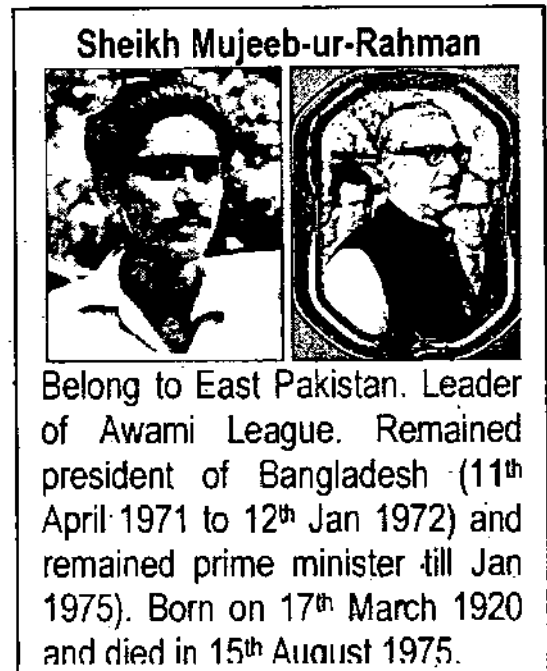 Sheikh Mujeeb-ur-Rahman
Belong to East Pakistan. Leader
of Awami League. Remained
president of Bangladesh (11th
April 1971 to 12th Jan 1972) and
remained prime minister till Jan
1975). Born on 17th March 1920
and died in 15th August 1975.